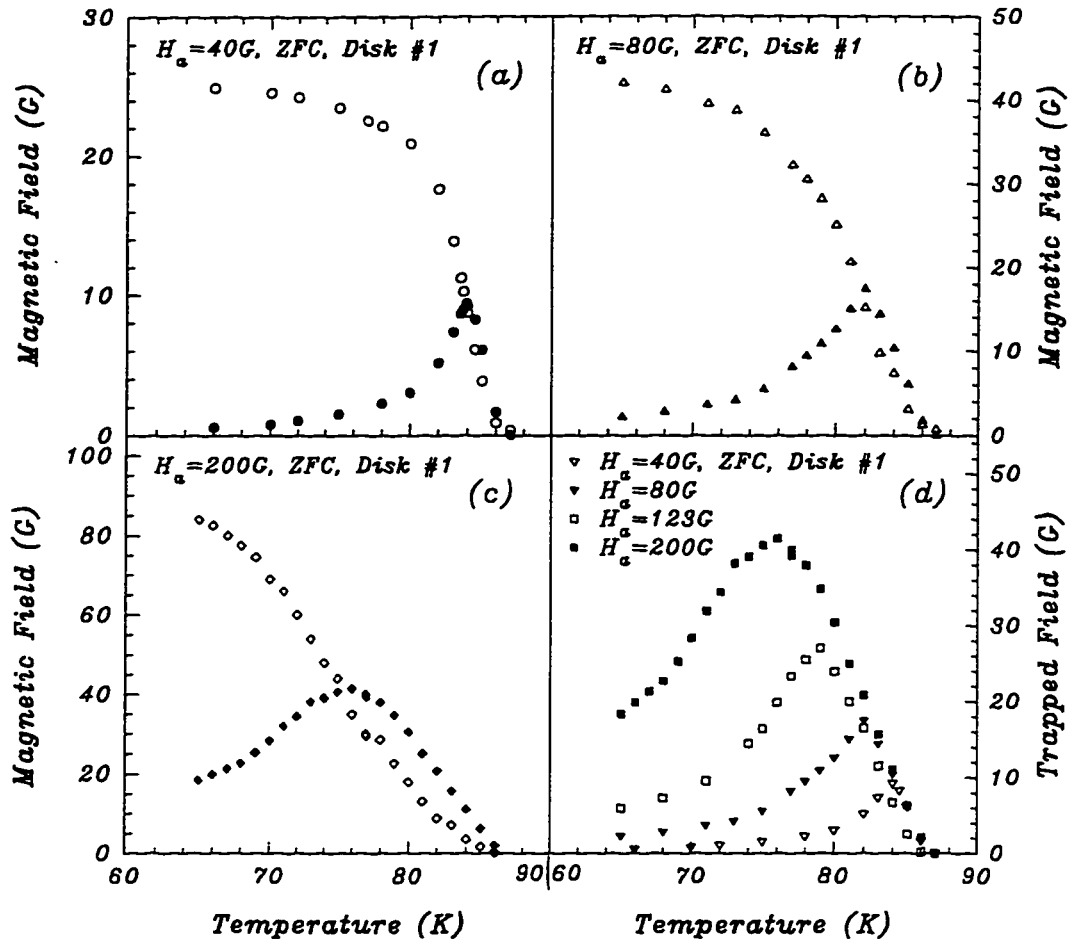 H_a=40G, ZFC, Disk #1
(a)
Magnetic Field (G)
30
20
10
0
H_a=80G, ZFC, Disk #1
(b)
Magnetic Field (G)
50
40
30
20
10
0
H_a=200G, ZFC, Disk #1
(c)
Magnetic Field (G)
100
80
60
40
20
0
60
70
80
90
Temperature (K)
H_a=40G, ZFC, Disk #1
H_a=80G
H_a=123G
H_a=200G
(d)
Trapped Field (G)
50
40
30
20
10
0
60
70
80
90
Temperature (K)